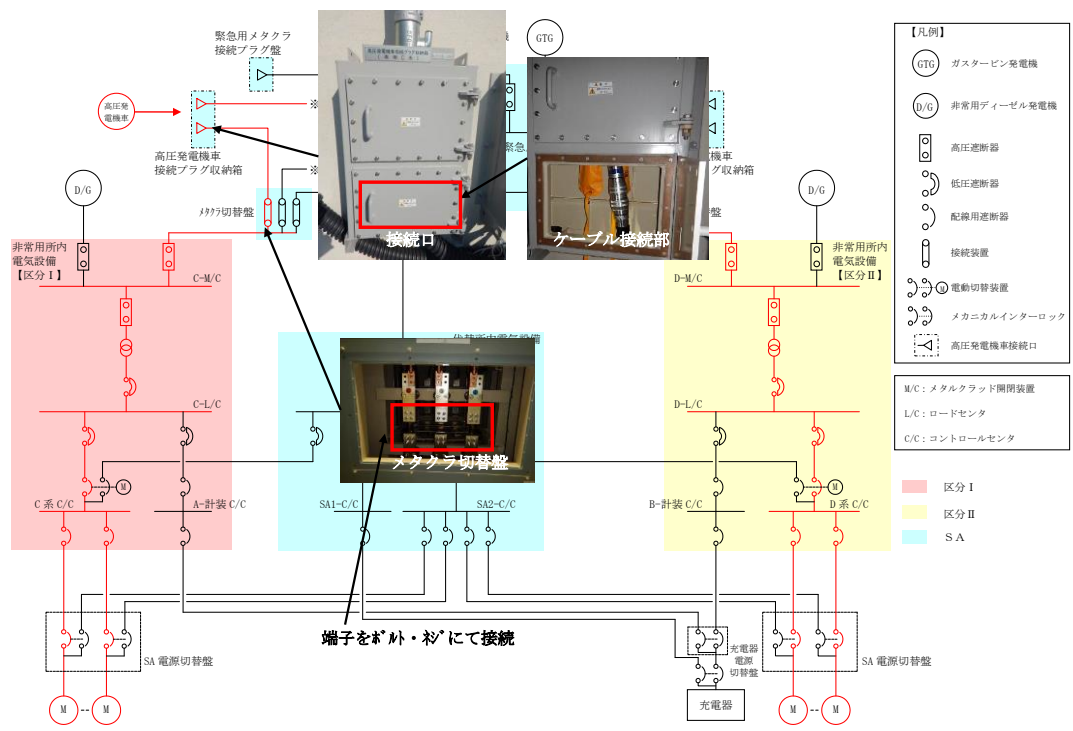 緊急用メタクラ
接続プラグ盤
GTG
高圧発
電機車
※
※
高圧発電機車
接続プラグ収納箱
機車
D/G
メタクラ切替盤
接続口
ケーブル接続部
D/G
非常用所内
電気設備
【区分Ⅰ】
C-M/C
D-M/C
非常用所内
電気設備
【区分Ⅱ】
代替所内電気設備
C-L/C
D-L/C
メタクラ切替盤
M
M
C系C/C
A-計装C/C
SA1-C/C
SA2-C/C
B-計装C/C
D系C/C
端子をボルト・ネジにて接続
SA電源切替盤
充電器
電源
切替盤
SA電源切替盤
M
M
充電器
M
M
【凡例】
GTG
ガスタービン発電機
D/G
非常用ディーゼル発電機
高圧遮断器
低圧遮断器
配線用遮断器
接続装置
M
電動切替装置
メカニカルインターロック
高圧発電機車接続口
M/C：メタルクラッド開閉装置
L/C：ロードセンタ
C/C：コントロールセンタ
区分Ⅰ
区分Ⅱ
ＳＡ